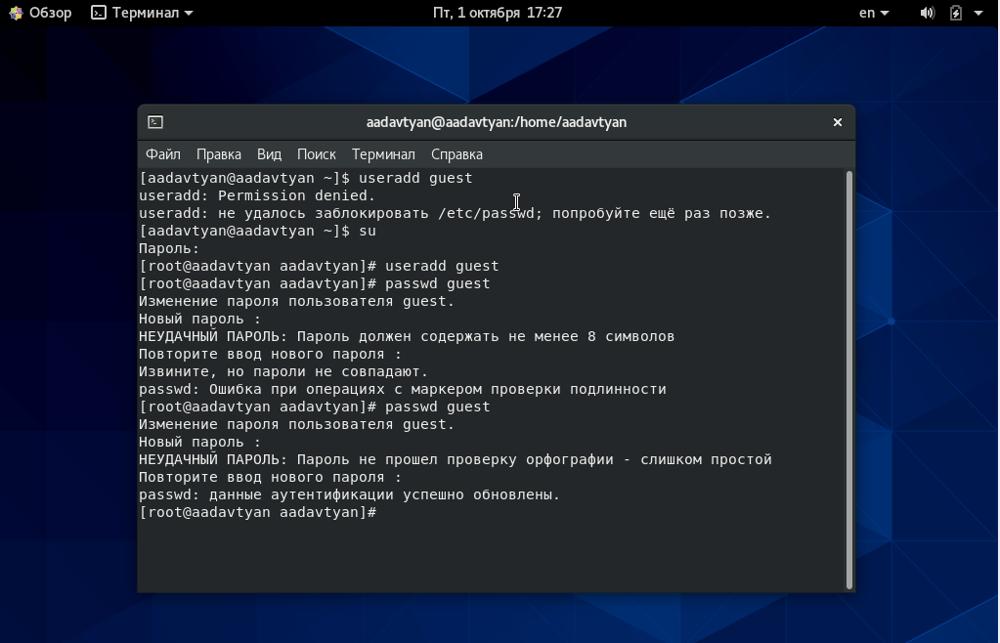 Обзор Терминал Пт, 1 октября 17:27 en
aadavtyan@aadavtyan:/home/aadavtyan
Файл Правка Вид Поиск Терминал Справка
[aadavtyan@aadavtyan ~]$ useradd guest
useradd: Permission denied.
useradd: не удалось заблокировать /etc/passwd; попробуйте ещё раз позже.
[aadavtyan@aadavtyan ~]$ su
Пароль:
[root@aadavtyan aadavtyan]# useradd guest
[root@aadavtyan aadavtyan]# passwd guest
Изменение пароля пользователя guest.
Новый пароль :
НЕУДАЧНЫЙ ПАРОЛЬ: Пароль должен содержать не менее 8 символов
Повторите ввод нового пароля :
Извините, но пароли не совпадают.
passwd: Ошибка при операциях с маркером проверки подлинности
[root@aadavtyan aadavtyan]# passwd guest
Изменение пароля пользователя guest.
Новый пароль :
НЕУДАЧНЫЙ ПАРОЛЬ: Пароль не прошел проверку орфографии - слишком простой
Повторите ввод нового пароля :
passwd: данные аутентификации успешно обновлены.
[root@aadavtyan aadavtyan]#